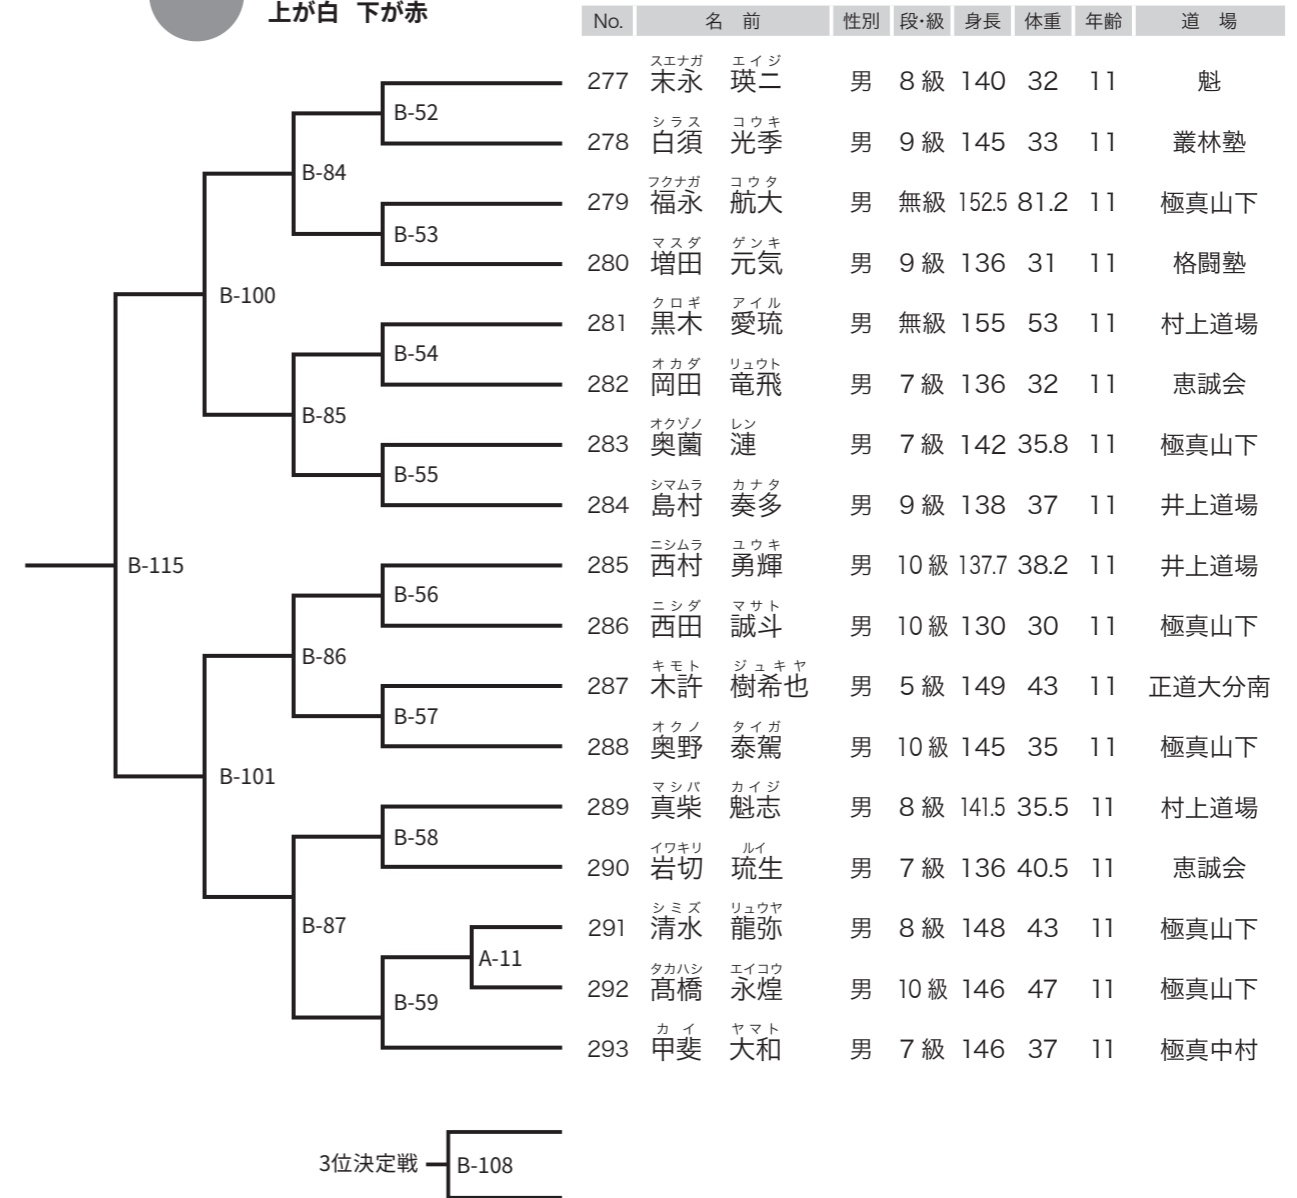 上が白 下が赤
No. 名 前 性別 段・級 身長 体重 年齢 道 場
スエナガ エイジ
277 末永 瑛二 男 8級 140 32 11 魁
B-52
シラス コウキ
278 白須 光季 男 9級 145 33 11 叢林塾
B-84
フクナガ コウタ
279 福永 航大 男 無級 152.5 81.2 11 極真山下
B-53
マスダ ゲンキ
280 増田 元気 男 9級 136 31 11 格闘塾
B-100
クロギ アイル
281 黒木 愛琉 男 無級 155 53 11 村上道場
B-54
オカダ リュウト
282 岡田 竜飛 男 7級 136 32 11 恵誠会
B-85
オクゾノ レン
283 奥薗 漣 男 7級 142 35.8 11 極真山下
B-55
シマムラ カナタ
284 島村 奏多 男 9級 138 37 11 井上道場
B-115
ニシムラ ユウキ
285 西村 勇輝 男 10級 137.7 38.2 11 井上道場
B-56
ニシダ マサト
286 西田 誠斗 男 10級 130 30 11 極真山下
B-86
キモト ジュキヤ
287 木許 樹希也 男 5級 149 43 11 正道大分南
B-57
オクノ タイガ
288 奥野 泰駕 男 10級 145 35 11 極真山下
B-101
マシバ カイジ
289 真柴 魁志 男 8級 141.5 35.5 11 村上道場
B-58
イワキリ ルイ
290 岩切 琉生 男 7級 136 40.5 11 恵誠会
B-87
シミズ リュウヤ
291 清水 龍弥 男 8級 148 43 11 極真山下
A-11
タカハシ エイコウ
292 髙橋 永煌 男 10級 146 47 11 極真山下
B-59
カイ ヤマト
293 甲斐 大和 男 7級 146 37 11 極真中村
3位決定戦 B-108